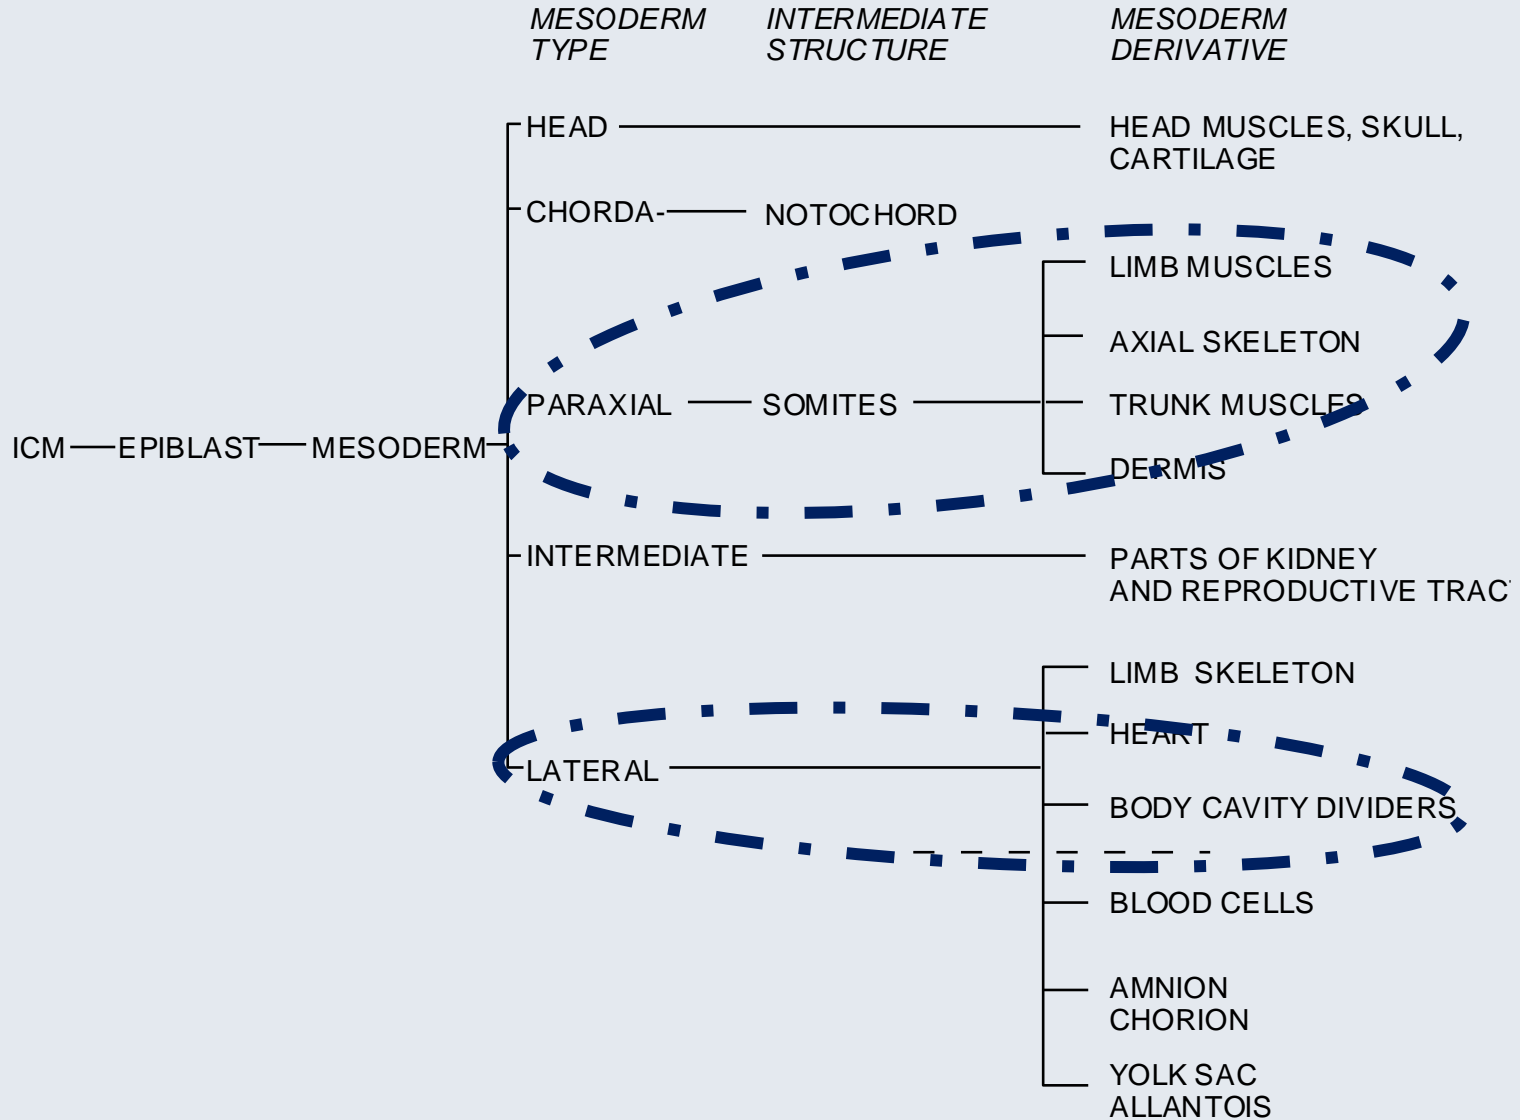 MESODERM TYPE
INTERMEDIATE STRUCTURE
MESODERM DERIVATIVE
HEAD
HEAD MUSCLES, SKULL,
CARTILAGE
CHORDA-
NOTOCHORD
LIMB MUSCLES
AXIAL SKELETON
PARAXIAL
SOMITES
TRUNK MUSCLES
ICM
EPIBLAST
MESODERM
DERMIS
INTERMEDIATE
PARTS OF KIDNEY
AND REPRODUCTIVE TRAC
LIMB SKELETON
HEART
LATERAL
BODY CAVITY DIVIDERS
BLOOD CELLS
AMNION
CHORION
YOLK SAC
ALLANTOIS